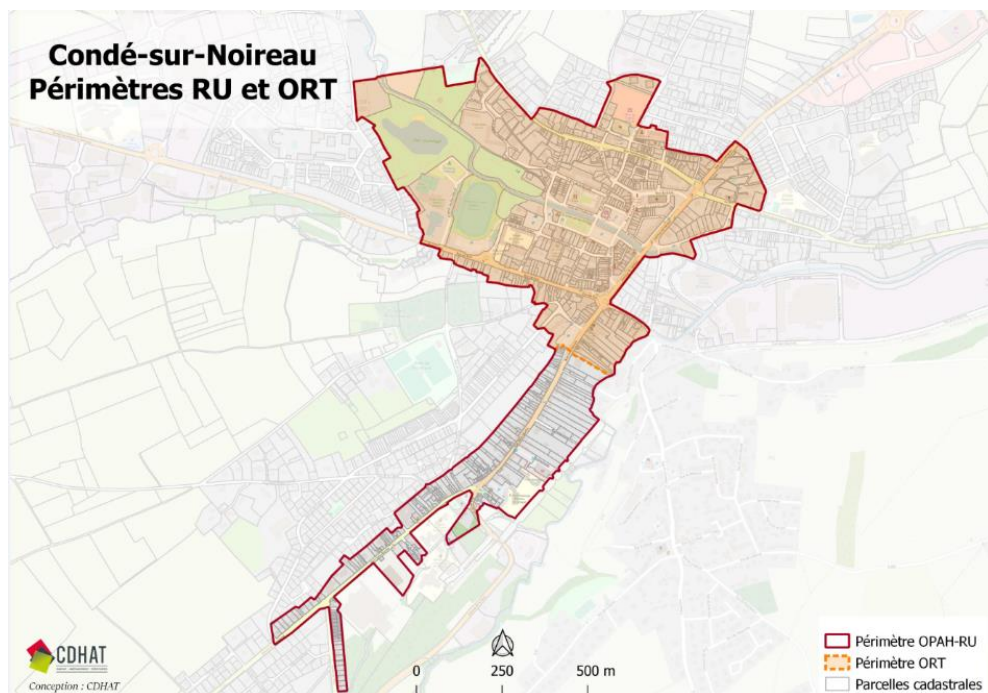 Condé-sur-Noireau
Périmètres RU et ORT
CDHAT
Conception : CDHAT
0 250 500 m
Périmètre OPAH-RU
Périmètre ORT
Parcelles cadastrales